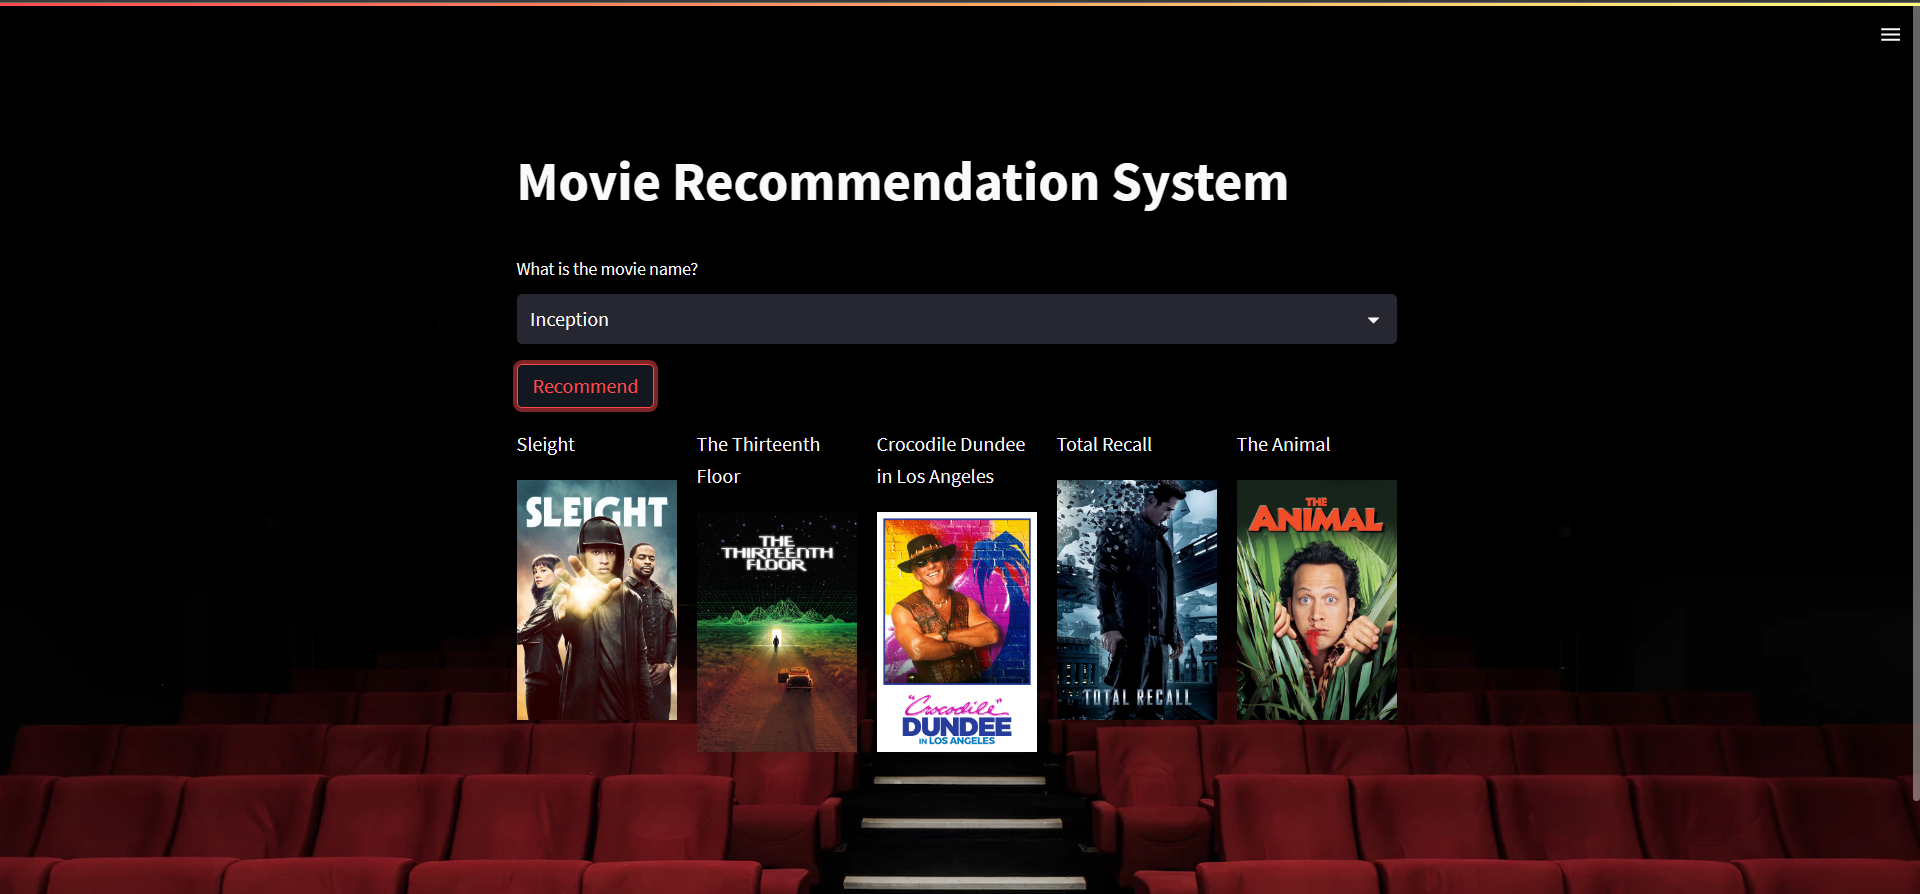 Movie Recommendation System
What is the movie name?
Inception
Recommend
Sleight
The Thirteenth
Floor
Crocodile Dundee
in Los Angeles
Total Recall
The Animal
SLEIGHT
THE
THIRTEENTH
FLOOR
"Crocodile"
DUNDEE
IN LOS ANGELES
TOTAL RECALL
THE
ANIMAL